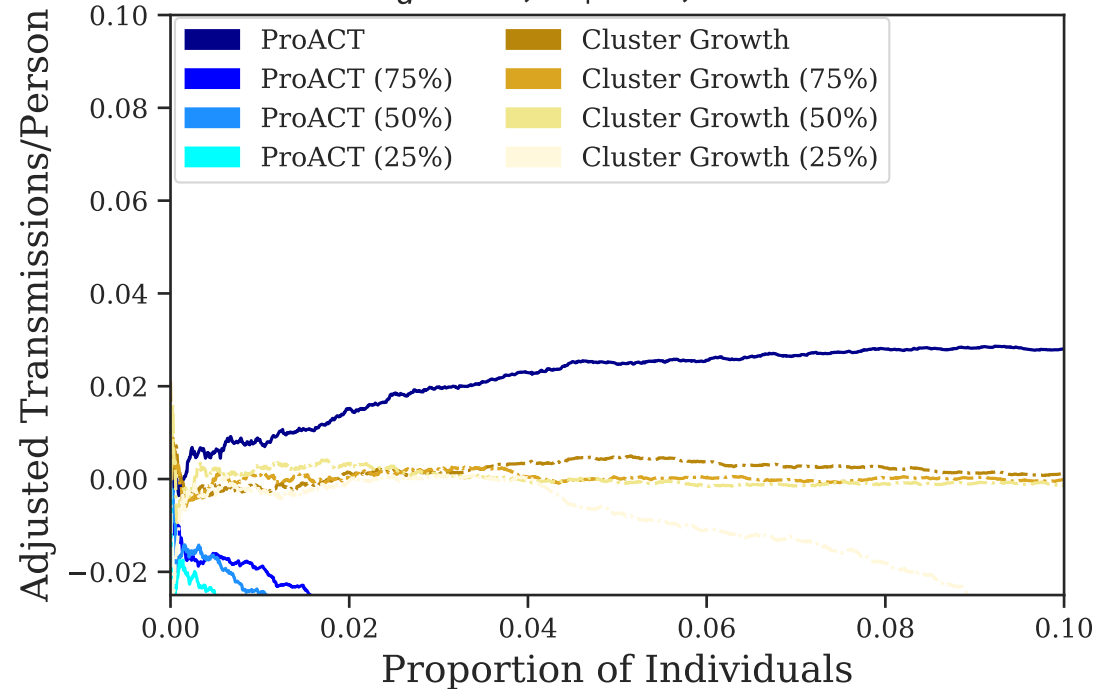 0.10
0.08
0.06
0.04
0.02
0.00
−0.02
Adjusted Transmissions/Person
ProACT
ProACT (75%)
ProACT (50%)
ProACT (25%)
Cluster Growth
Cluster Growth (75%)
Cluster Growth (50%)
Cluster Growth (25%)
0.00 0.02 0.04 0.06 0.08 0.10
Proportion of Individuals